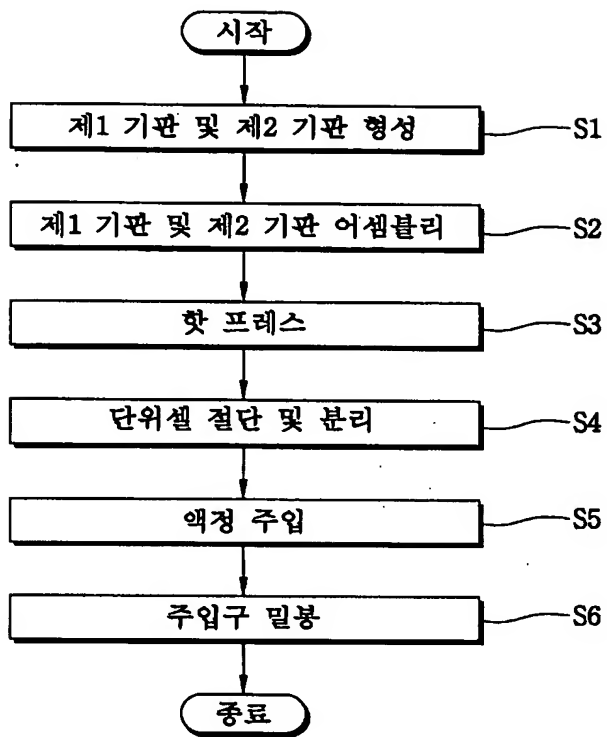 시작
제1 기판 및 제2 기판 형성
S1
제1 기판 및 제2 기판 어셈블리
S2
핫 프레스
S3
단위셀 절단 및 분리
S4
액정 주입
S5
주입구 밀봉
S6
종료